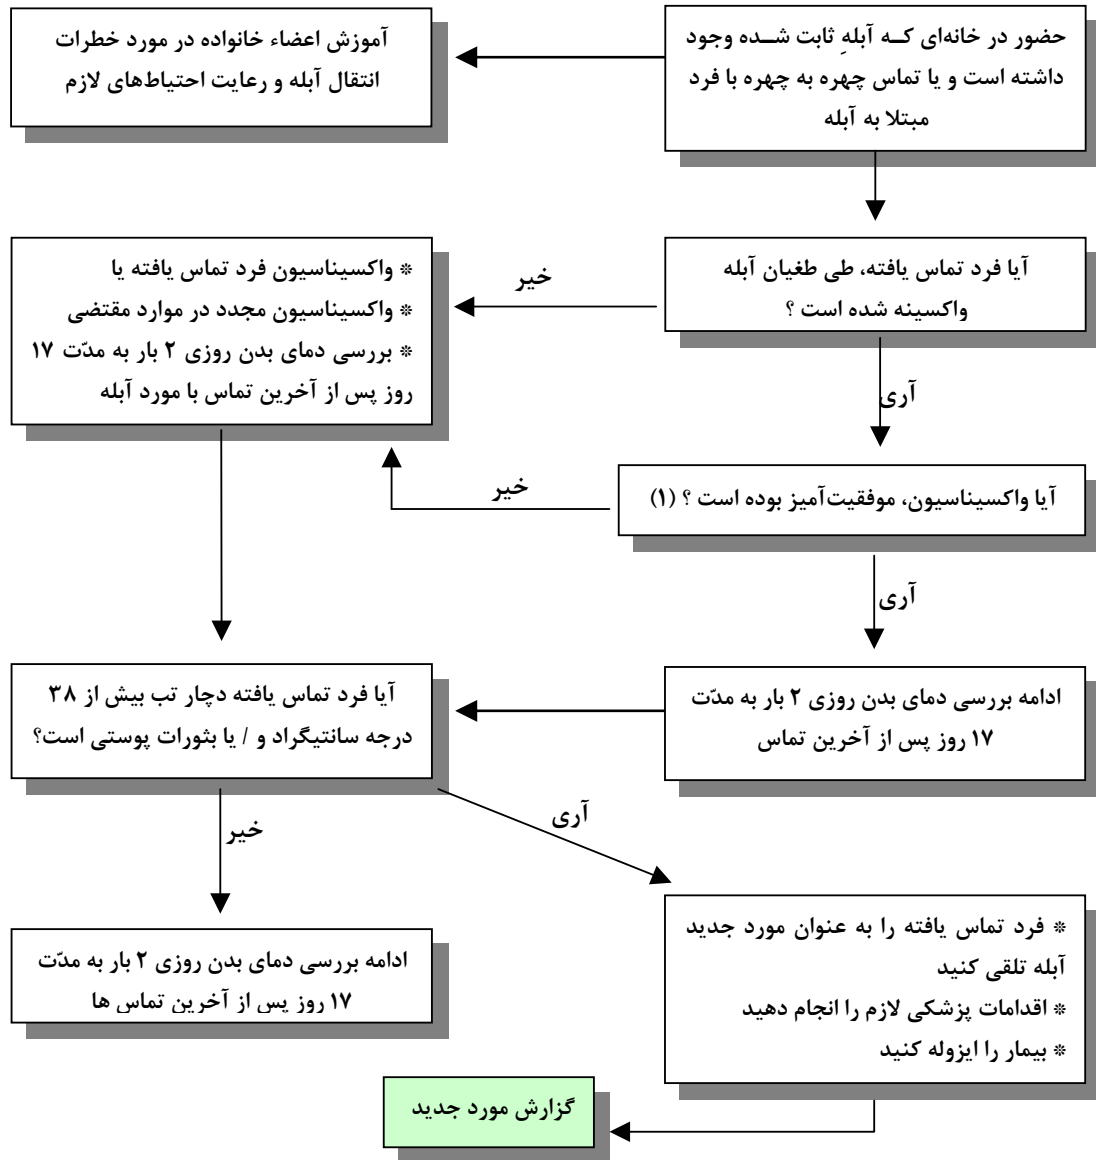 حضور در خانه‌ای کــه آبلهِ ثابت شــده وجود
داشته است و یا تماس چهره به چهره با فرد
مبتلا به آبله
آموزش اعضاء خانواده در مورد خطرات
انتقال آبله و رعایت احتیاط‌های لازم
آیا فرد تماس یافته، طی طغیان آبله
واکسینه شده است ؟
خیر
* واکسیناسیون فرد تماس یافته یا
* واکسیناسیون مجدد در موارد مقتضی
* بررسی دمای بدن روزی ۲ بار به مدّت ۱۷
روز پس از آخرین تماس با مورد آبله
آری
آیا واکسیناسیون، موفقیت‌آمیز بوده است ؟ (۱)
خیر
آری
ادامه بررسی دمای بدن روزی ۲ بار به مدّت
۱۷ روز پس از آخرین تماس
آیا فرد تماس یافته دچار تب بیش از ۳۸
درجه سانتیگراد و / یا بثورات پوستی است؟
آری
خیر
* فرد تماس یافته را به عنوان مورد جدید
آبله تلقی کنید
* اقدامات پزشکی لازم را انجام دهید
* بیمار را ایزوله کنید
ادامه بررسی دمای بدن روزی ۲ بار به مدّت
۱۷ روز پس از آخرین تماس ها
گزارش مورد جدید